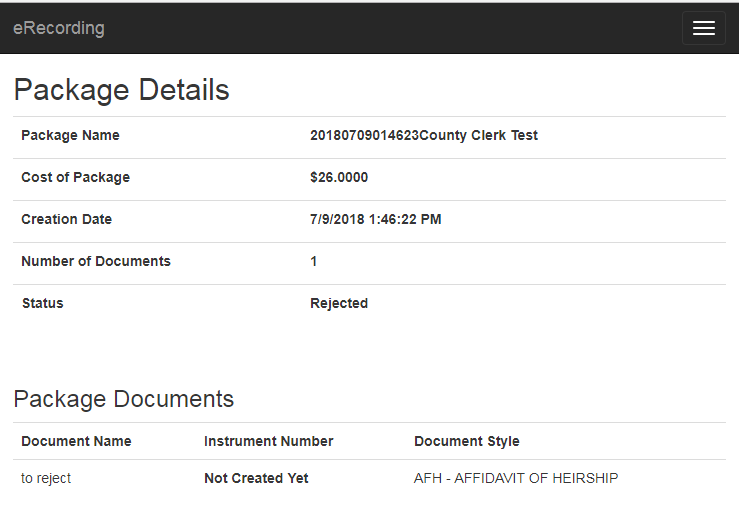 eRecording
Package Details
Package Name 20180709014623County Clerk Test
Cost of Package $26.0000
Creation Date 7/9/2018 1:46:22 PM
Number of Documents 1
Status Rejected
Package Documents
Document Name Instrument Number Document Style
to reject Not Created Yet AFH - AFFIDAVIT OF HEIRSHIP